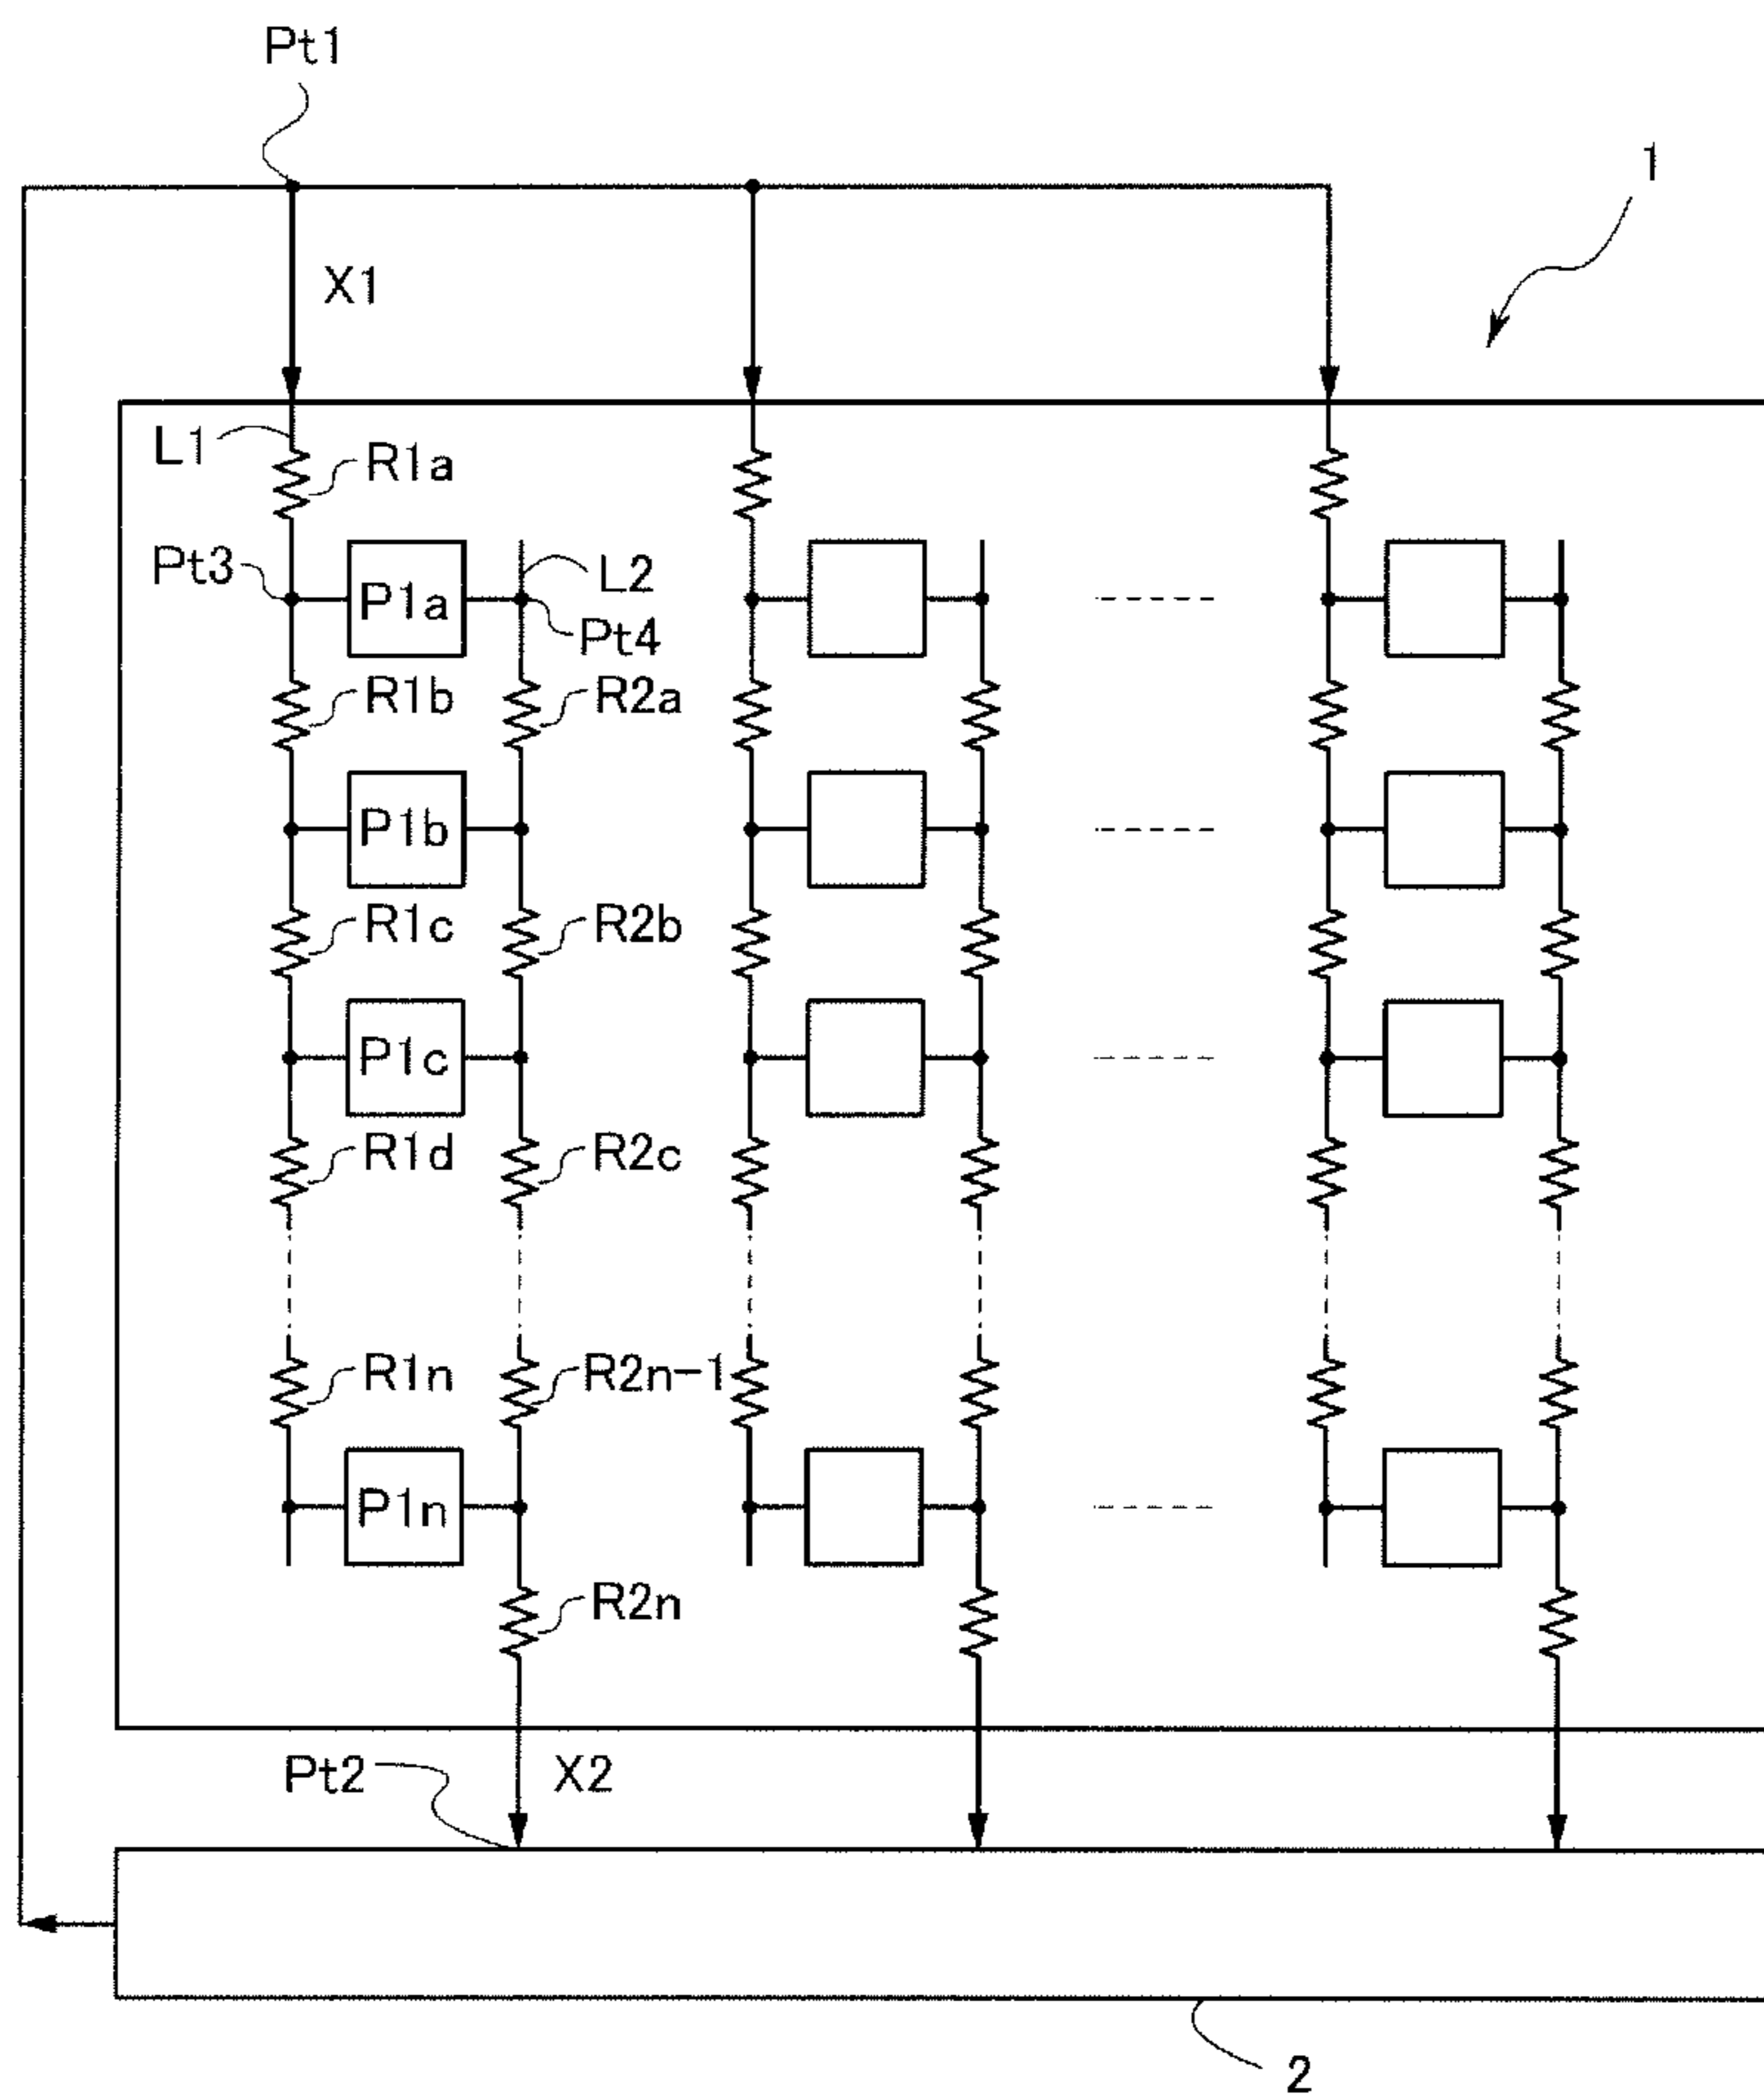 Pt1
1
X1
L1
R1a
Pt3
P1a
L2
Pt4
R1b
R2a
P1b
R1c
R2b
P1c
R1d
R2c
R1n
R2n-1
P1n
R2n
Pt2
X2
2